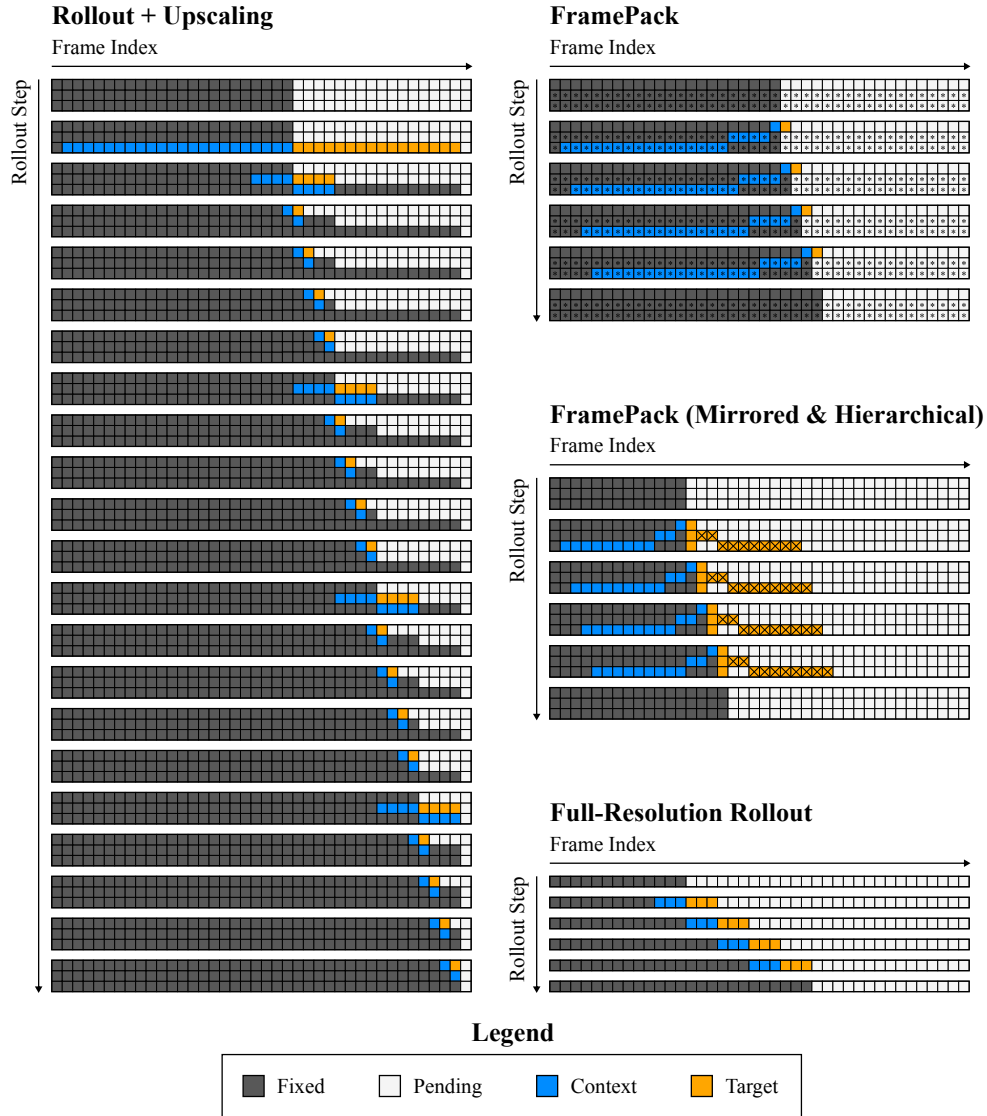 Rollout + Upscaling
Frame Index
Rollout Step
FramePack
Frame Index
Rollout Step
FramePack (Mirrored & Hierarchical)
Frame Index
Rollout Step
Full-Resolution Rollout
Frame Index
Rollout Step
Legend
Fixed
Pending
Context
Target